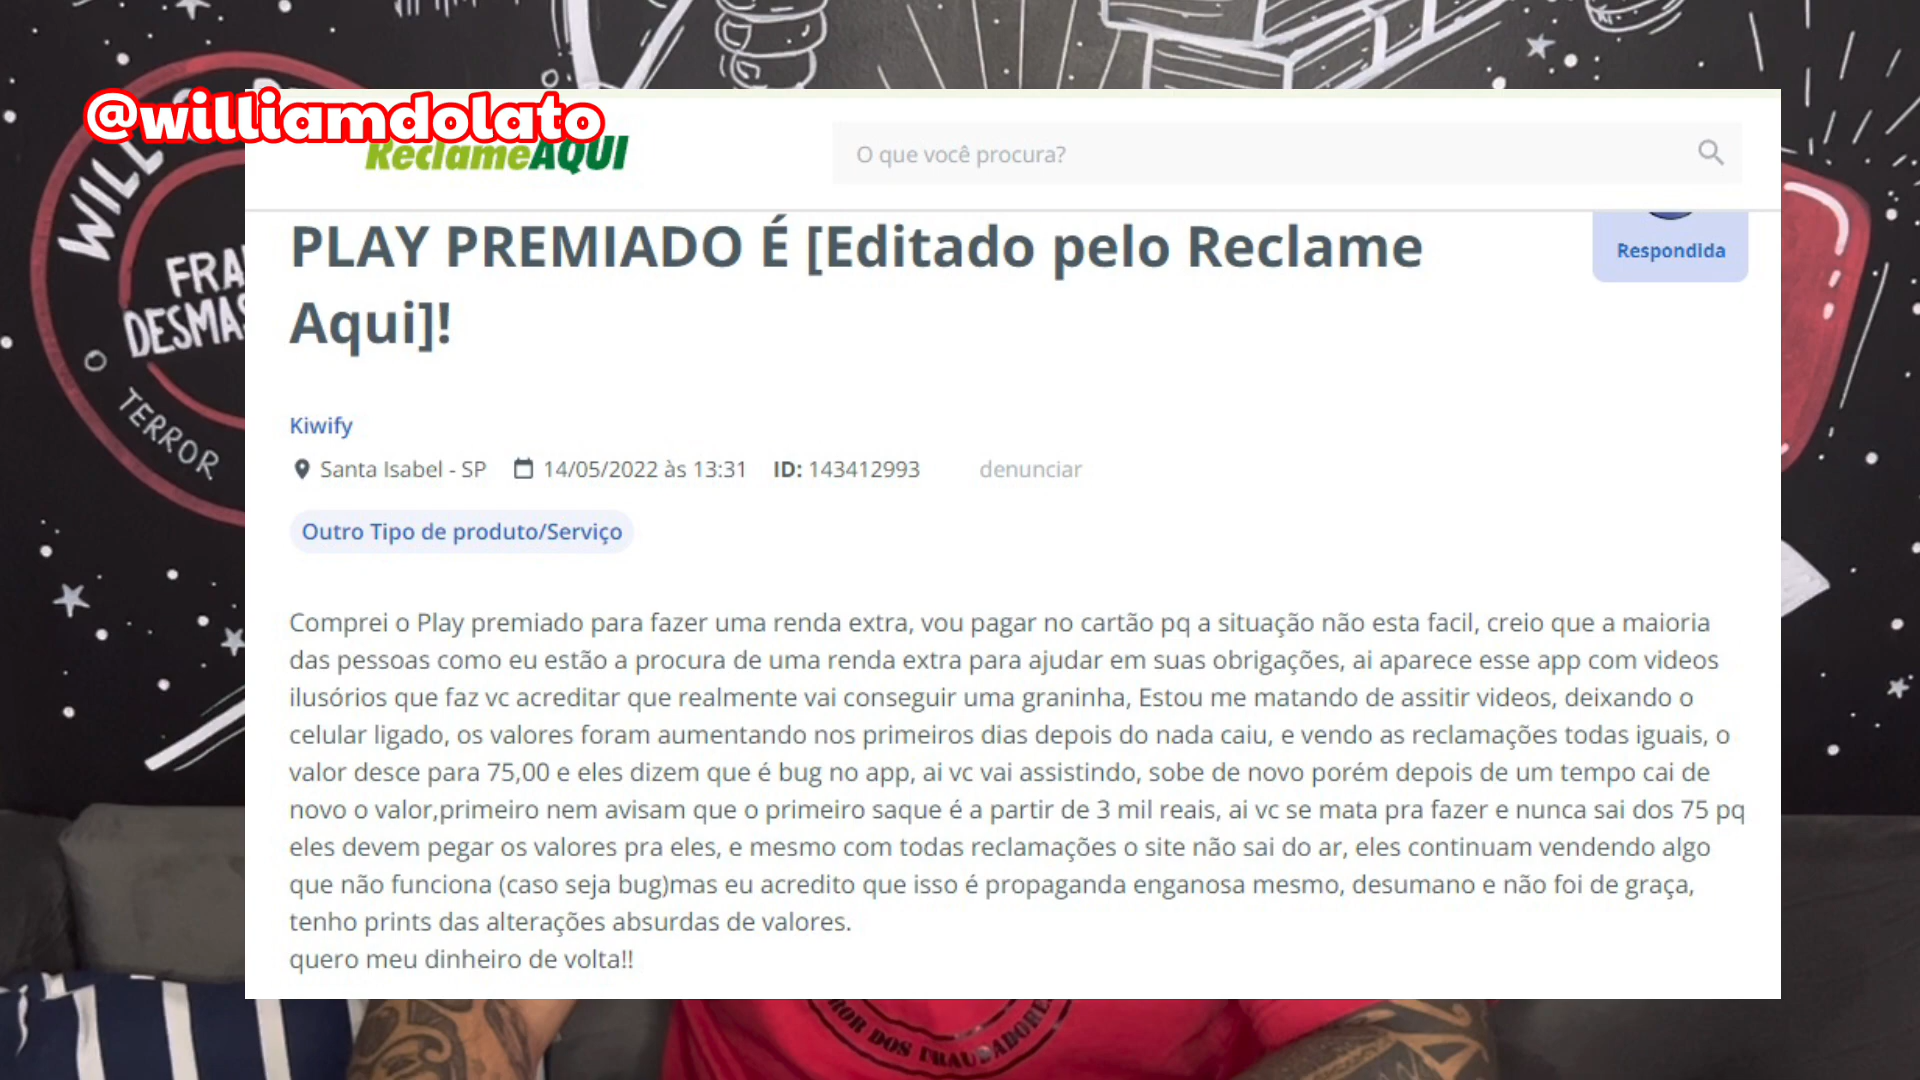 @williamdolato
ReclameAQUI
O que você procura?
WILL
FRA
DESMAS
O TERROR
PLAY PREMIADO É [Editado pelo Reclame
Aqui]!
Respondida
Kiwify
Santa Isabel - SP 14/05/2022 às 13:31 ID: 143412993 denunciar
Outro Tipo de produto/Serviço
Comprei o Play premiado para fazer uma renda extra, vou pagar no cartão pq a situação não esta facil, creio que a maioria
das pessoas como eu estão a procura de uma renda extra para ajudar em suas obrigações, ai aparece esse app com videos
ilusórios que faz vc acreditar que realmente vai conseguir uma graninha, Estou me matando de assitir videos, deixando o
celular ligado, os valores foram aumentando nos primeiros dias depois do nada caiu, e vendo as reclamações todas iguais, o
valor desce para 75,00 e eles dizem que é bug no app, ai vc vai assistindo, sobe de novo porém depois de um tempo cai de
novo o valor,primeiro nem avisam que o primeiro saque é a partir de 3 mil reais, ai vc se mata pra fazer e nunca sai dos 75 pq
eles devem pegar os valores pra eles, e mesmo com todas reclamações o site não sai do ar, eles continuam vendendo algo
que não funciona (caso seja bug)mas eu acredito que isso é propaganda enganosa mesmo, desumano e não foi de graça,
tenho prints das alterações absurdas de valores.
quero meu dinheiro de volta!!
ROR DOS FRAUDADORE